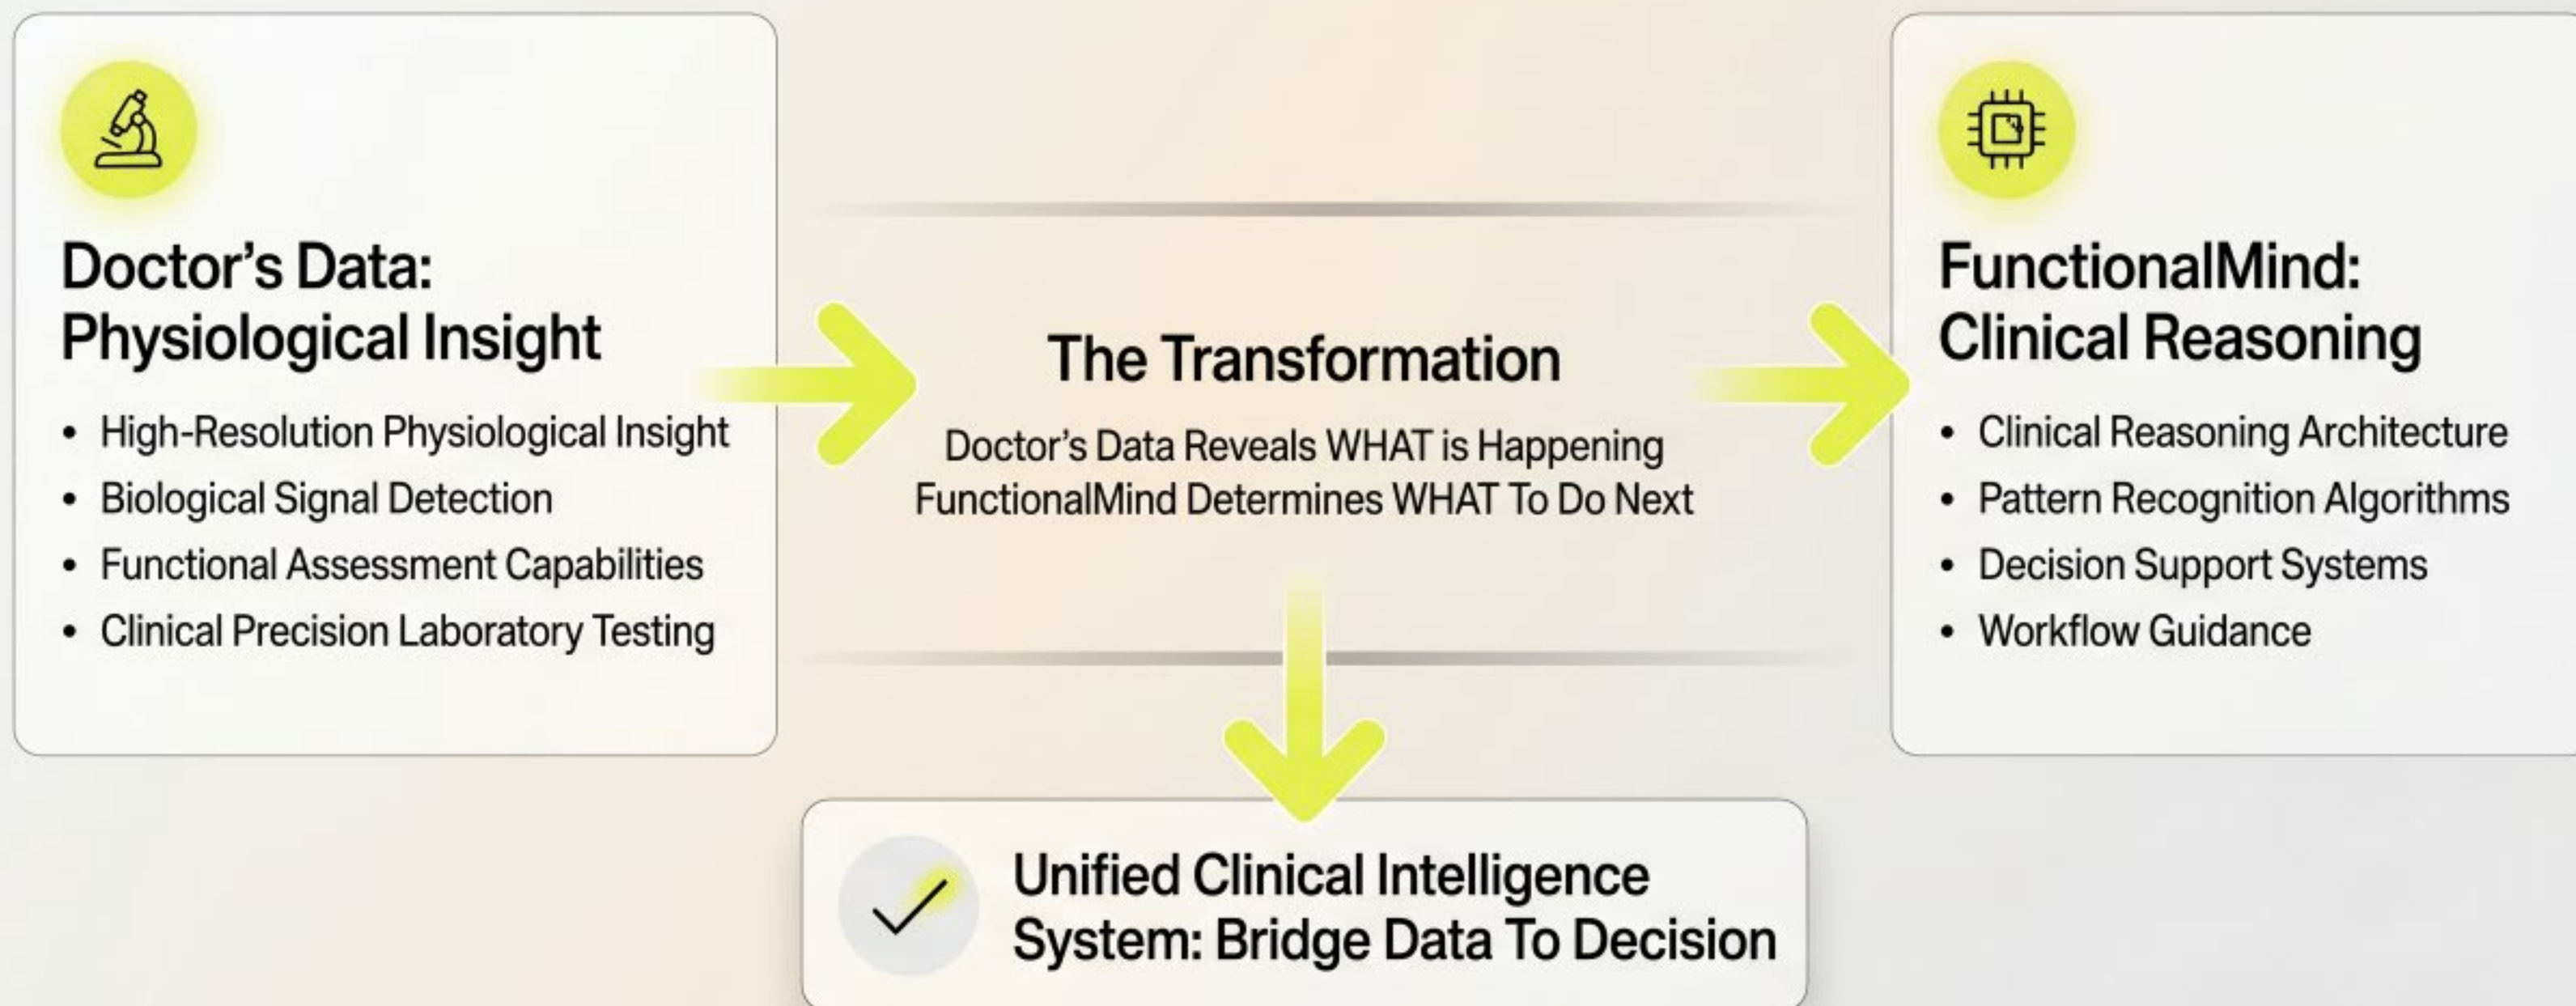 Doctor’s Data:
Physiological Insight
• High-Resolution Physiological Insight
• Biological Signal Detection
• Functional Assessment Capabilities
• Clinical Precision Laboratory Testing
The Transformation
Doctor’s Data Reveals WHAT is Happening
FunctionalMind Determines WHAT To Do Next
FunctionalMind:
Clinical Reasoning
• Clinical Reasoning Architecture
• Pattern Recognition Algorithms
• Decision Support Systems
• Workflow Guidance
Unified Clinical Intelligence
System: Bridge Data To Decision